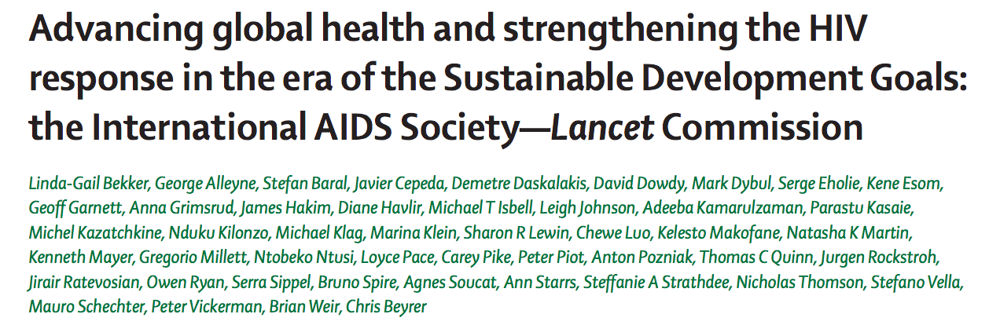 Advancing global health and strengthening the HIV
response in the era of the Sustainable Development Goals:
the International AIDS Society—Lancet Commission
Linda-Gail Bekker, George Alleyne, Stefan Baral, Javier Cepeda, Demetre Daskalakis, David Dowdy, Mark Dybul, Serge Eholie, Kene Esom,
Geoff Garnett, Anna Grimsrud, James Hakim, Diane Havlir, Michael T Isbell, Leigh Johnson, Adeeba Kamarulzaman, Parastu Kasaie,
Michel Kazatchkine, Nduku Kilonzo, Michael Klag, Marina Klein, Sharon R Lewin, Chewe Luo, Kelesto Makofane, Natasha K Martin,
Kenneth Mayer, Gregorio Millett, Ntobeko Ntusi, Loyce Pace, Carey Pike, Peter Piot, Anton Pozniak, Thomas C Quinn, Jurgen Rockstroh,
Jirair Ratevosian, Owen Ryan, Serra Sippel, Bruno Spire, Agnes Soucat, Ann Starrs, Steffanie A Strathdee, Nicholas Thomson, Stefano Vella,
Mauro Schechter, Peter Vickerman, Brian Weir, Chris Beyrer